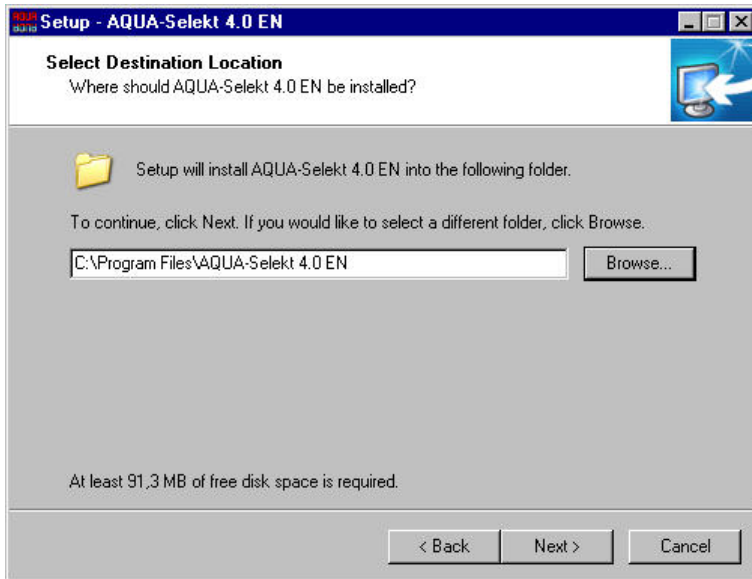 Setup - AQUA-Selekt 4.0 EN
Select Destination Location
Where should AQUA-Selekt 4.0 EN be installed?
Setup will install AQUA-Selekt 4.0 EN into the following folder.
To continue, click Next. If you would like to select a different folder, click Browse.
C:\Program Files\AQUA-Selekt 4.0 EN
Browse...
At least 91,3 MB of free disk space is required.
< Back
Next >
Cancel